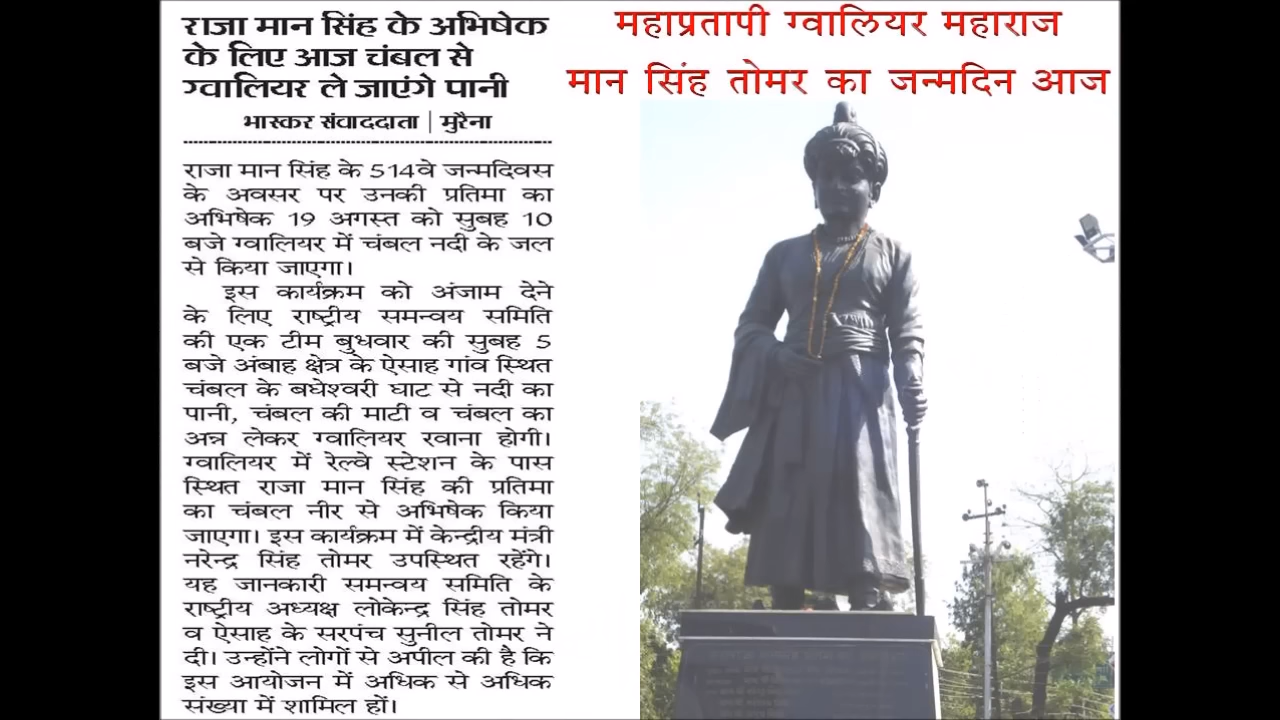 राजा मान सिंह के अभिषेक
के लिए आज चंबल से
ग्वालियर ले जाएंगे पानी
भास्कर संवाददाता | मुरैना
राजा मान सिंह के 514वे जन्मदिवस
के अवसर पर उनकी प्रतिमा का
अभिषेक 19 अगस्त को सुबह 10
बजे ग्वालियर में चंबल नदी के जल
से किया जाएगा।
इस कार्यक्रम को अंजाम देने
के लिए राष्ट्रीय समन्वय समिति
की एक टीम बुधवार की सुबह 5
बजे अंबाह क्षेत्र के ऐसाह गांव स्थित
चंबल के बधेश्वरी घाट से नदी का
पानी, चंबल की माटी व चंबल का
अन्न लेकर ग्वालियर रवाना होगी।
ग्वालियर में रेल्वे स्टेशन के पास
स्थित राजा मान सिंह की प्रतिमा
का चंबल नीर से अभिषेक किया
जाएगा। इस कार्यक्रम में केन्द्रीय मंत्री
नरेन्द्र सिंह तोमर उपस्थित रहेंगे।
यह जानकारी समन्वय समिति के
राष्ट्रीय अध्यक्ष लोकेन्द्र सिंह तोमर
व ऐसाह के सरपंच सुनील तोमर ने
दी। उन्होंने लोगों से अपील की है कि
इस आयोजन में अधिक से अधिक
संख्या में शामिल हों।
महाप्रतापी ग्वालियर महाराज
मान सिंह तोमर का जन्मदिन आज